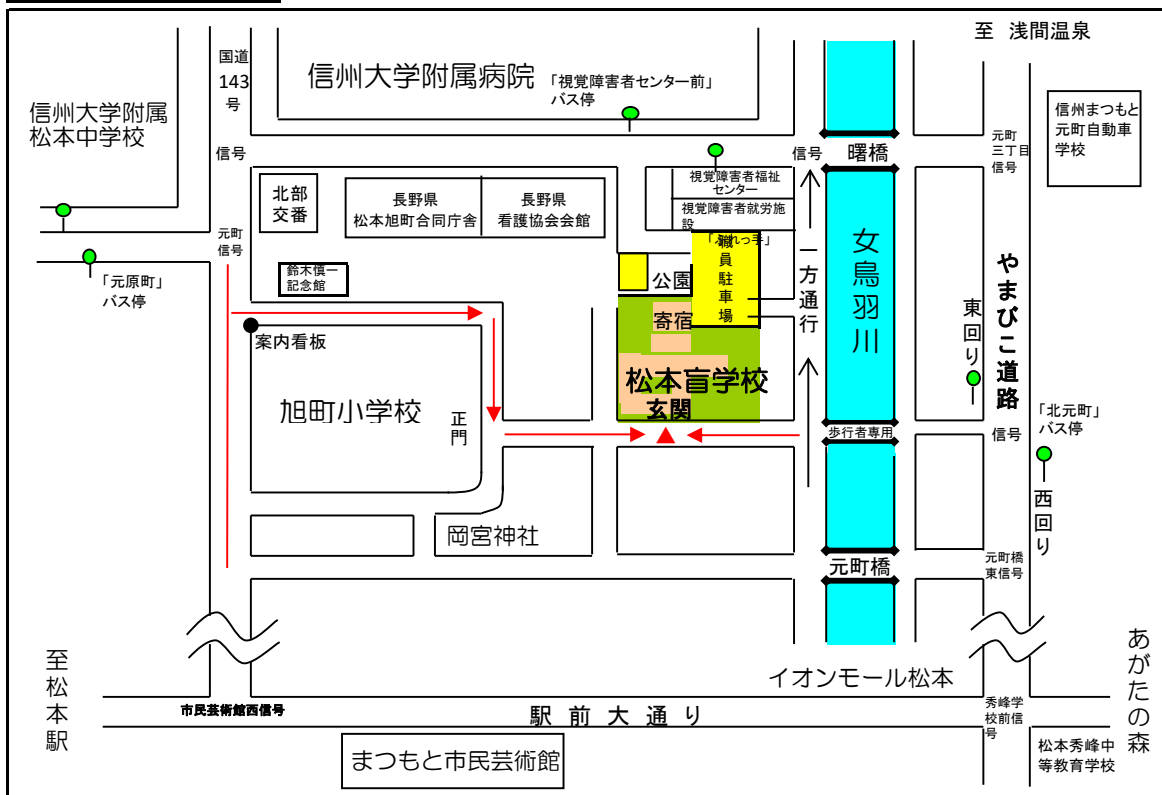 至 浅間温泉
国道
143
号
信州大学附属病院
「視覚障害者センター前」
バス停
信州大学附属
松本中学校
信州まつもと
元町自動車
学校
信号
信号
曙橋
元町
三丁目
信号
北部
交番
長野県
松本旭町合同庁舎
長野県
看護協会会館
視覚障害者福祉
センター
視覚障害者就労施
設
元町
信号
職員駐車場
一方通行
女鳥羽川
やまびこ道路
「元原町」
バス停
鈴木慎一
記念館
公園
寄宿
東回り
案内看板
旭町小学校
正門
松本盲学校
玄関
歩行者専用
信号
「北元町」
バス停
西回り
岡宮神社
元町橋
元町橋
東信号
至松本駅
イオンモール松本
あがたの森
市民芸術館西信号
駅前大通り
秀峰学
校前信
号
まつもと市民芸術館
松本秀峰中
等教育学校